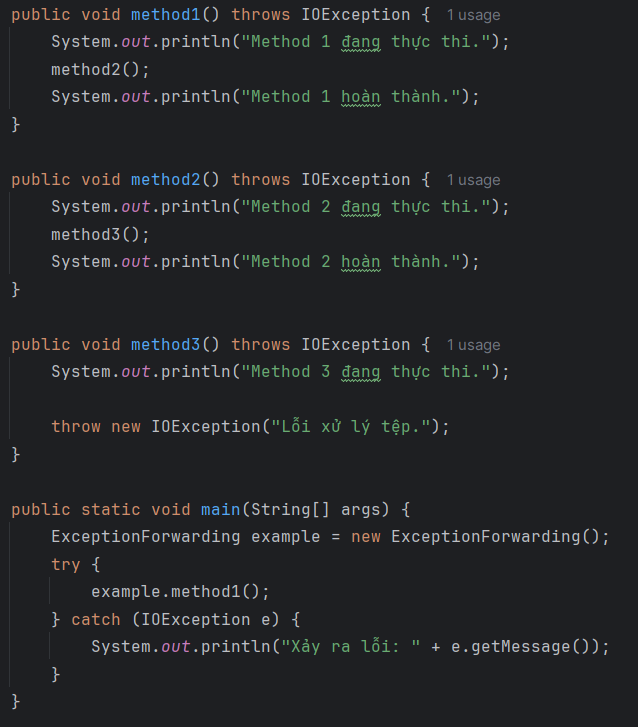 public void method1() throws IOException {   1 usage
    System.out.println("Method 1 đang thực thi.");
    method2();
    System.out.println("Method 1 hoàn thành.");
}

public void method2() throws IOException {   1 usage
    System.out.println("Method 2 đang thực thi.");
    method3();
    System.out.println("Method 2 hoàn thành.");
}

public void method3() throws IOException {   1 usage
    System.out.println("Method 3 đang thực thi.");

    throw new IOException("Lỗi xử lý tệp.");
}

public static void main(String[] args) {
    ExceptionForwarding example = new ExceptionForwarding();
    try {
        example.method1();
    } catch (IOException e) {
        System.out.println("Xảy ra lỗi: " + e.getMessage());
    }
}